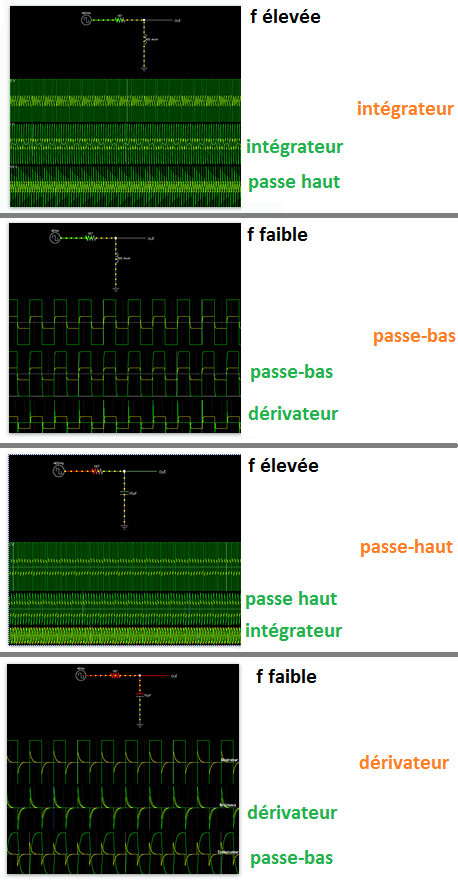 f élevée
intégrateur
intégrateur
passe haut
f faible
passe-bas
passe-bas
dérivateur
f élevée
passe-haut
passe haut
intégrateur
f faible
dérivateur
dérivateur
passe-bas